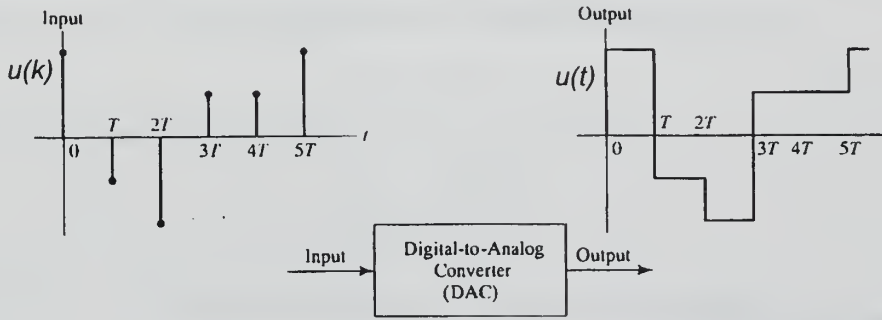 Input
u(k)
T 2T
0 3T 4T 5T t
Output
u(t)
T 2T
0 3T 4T 5T
Input
Digital-to-Analog
Converter
(DAC)
Output